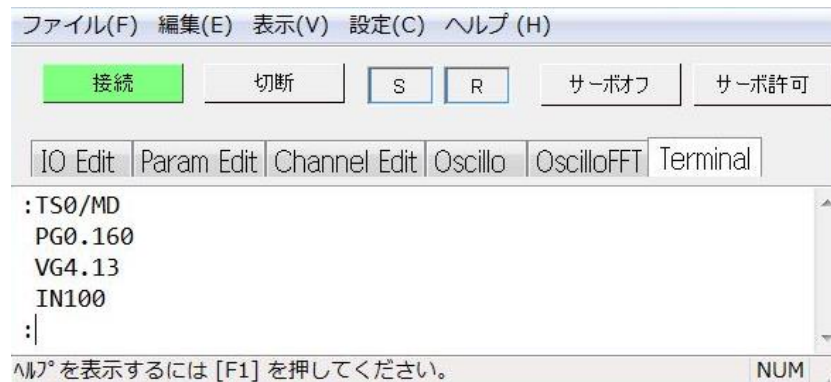 ファイル(F) 編集(E) 表示(V) 設定(C) ヘルプ (H)
接続 切断 S R サーボオフ サーボ許可
IO Edit Param Edit Channel Edit Oscillo OscilloFFT Terminal
:TS0/MD
PG0.160
VG4.13
IN100
:
ﾍﾙﾌﾟを表示するには [F1] を押してください。 NUM